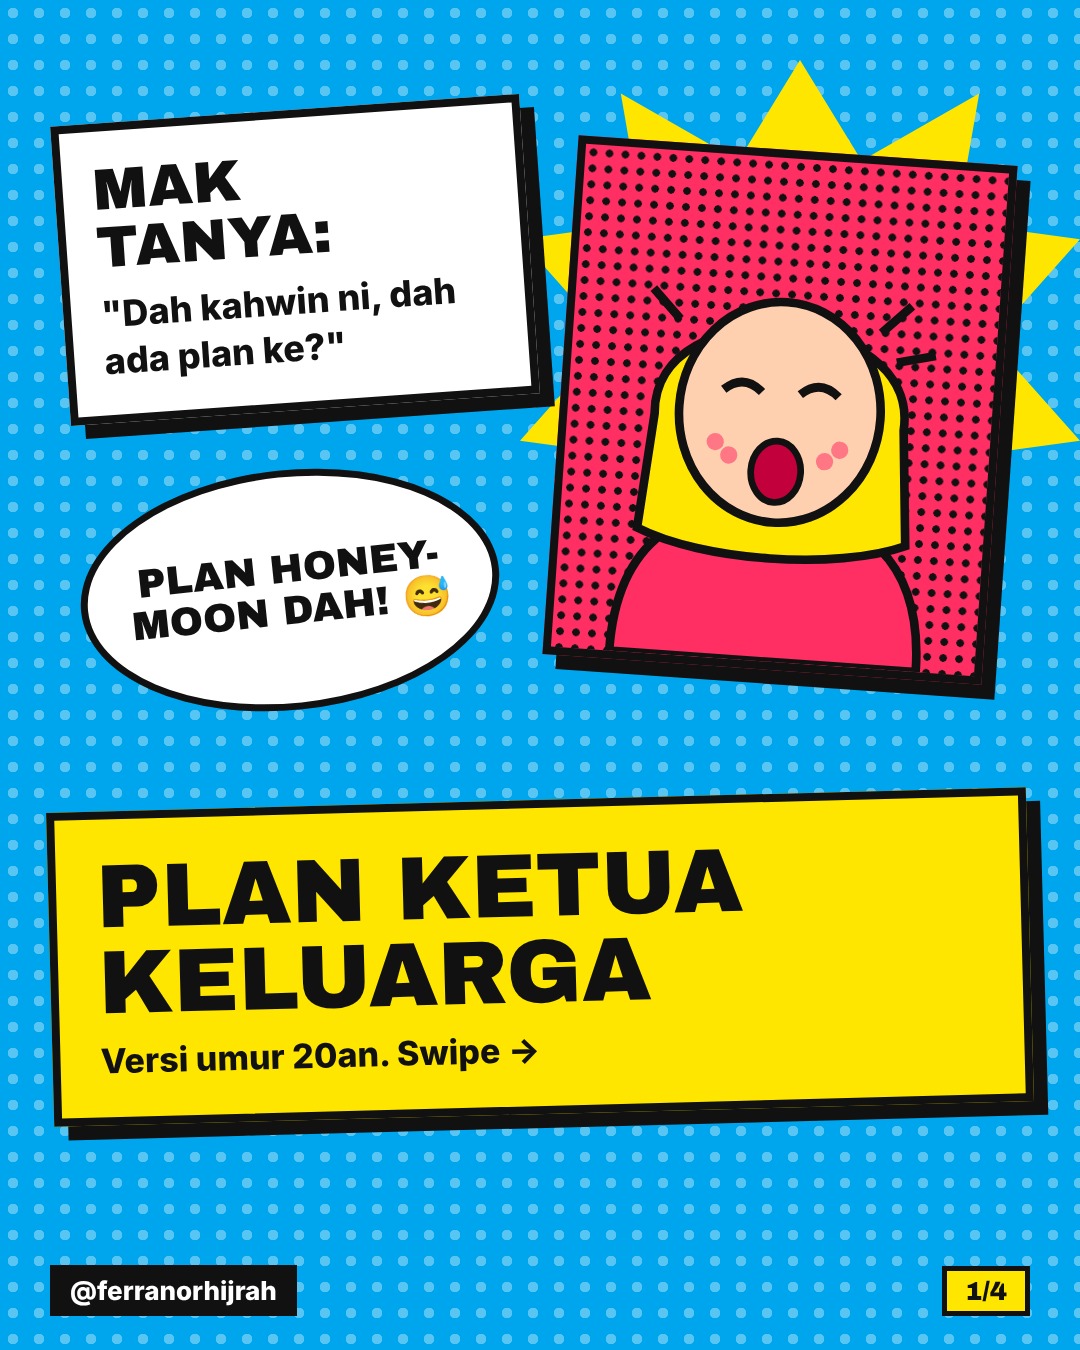 MAK
TANYA:
"Dah kahwin ni, dah
ada plan ke?"
PLAN HONEY-
MOON DAH! 😅
PLAN KETUA
KELUARGA
Versi umur 20an. Swipe →
@ferranorhijrah
1/4